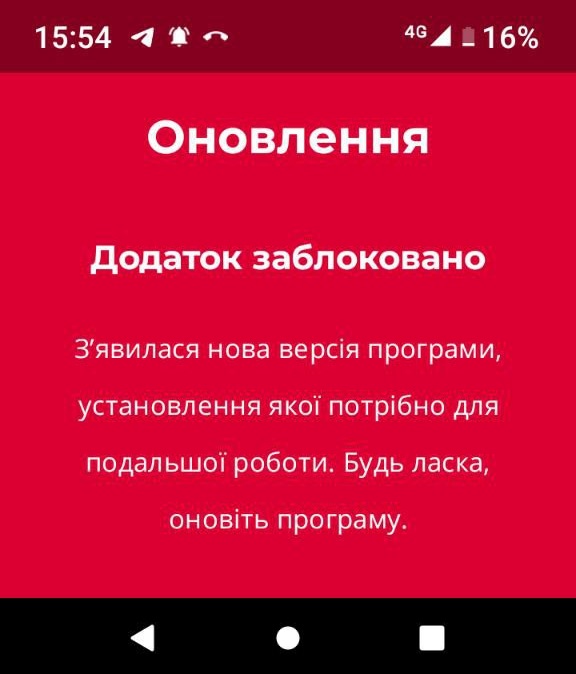 15:54 4G 16%
Оновлення
Додаток заблоковано
З’явилася нова версія програми,
установлення якої потрібно для
подальшої роботи. Будь ласка,
оновіть програму.